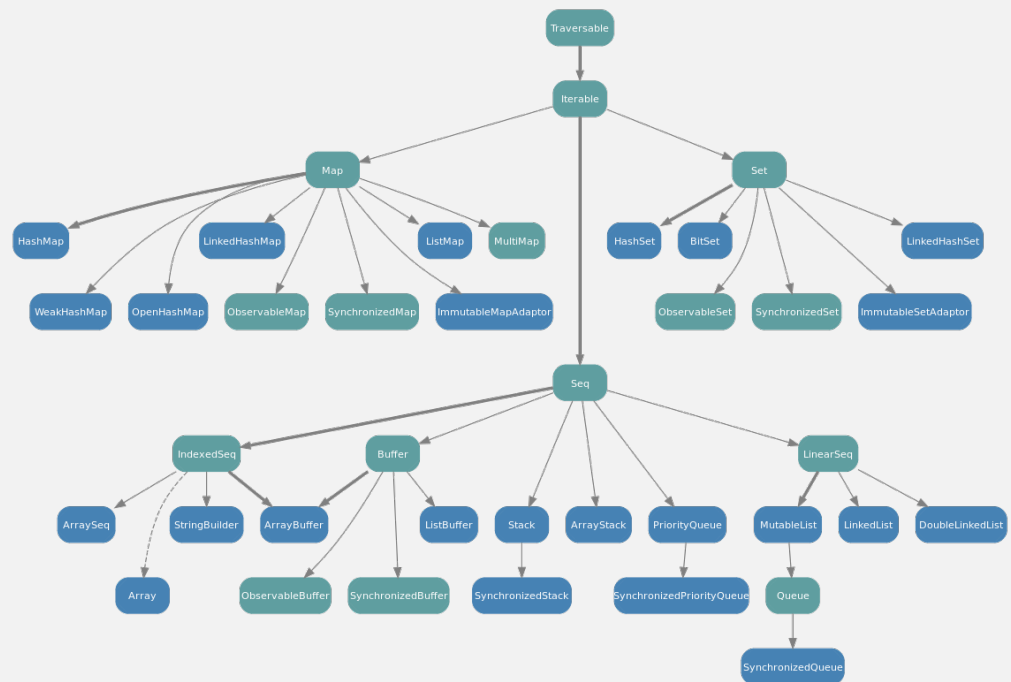 Traversable
Iterable
Map
Set
HashMap
LinkedHashMap
ListMap
MultiMap
HashSet
BitSet
LinkedHashSet
WeakHashMap
OpenHashMap
ObservableMap
SynchronizedMap
ImmutableMapAdaptor
ObservableSet
SynchronizedSet
ImmutableSetAdaptor
Seq
IndexedSeq
Buffer
LinearSeq
ArraySeq
StringBuilder
ArrayBuffer
ListBuffer
Stack
ArrayStack
PriorityQueue
MutableList
LinkedList
DoubleLinkedList
Array
ObservableBuffer
SynchronizedBuffer
SynchronizedStack
SynchronizedPriorityQueue
Queue
SynchronizedQueue